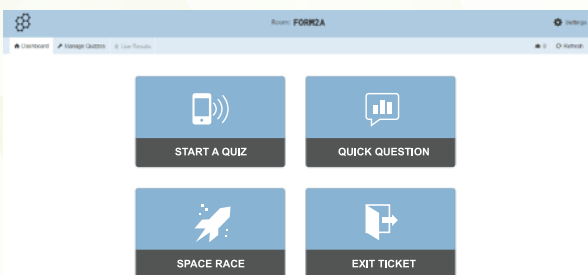 Room: FORM2A
Settings
Dashboard Manage Quizzes Live Results
0 Refresh
START A QUIZ
QUICK QUESTION
SPACE RACE
EXIT TICKET